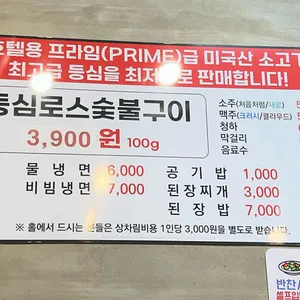 호텔용 프라임(PRIME)급 미국산 소고기
최고급 등심을 최저가로 판매합니다!
등심로스숯불구이
3,900 원 100g
소주(처음처럼/새로)
맥주(크러시/클라우드)
청하
막걸리
음료수
물 냉 면 6,000
비 빔 냉 면 7,000
공 기 밥 1,000
된 장 찌 개 3,000
된 장 밥 7,000
※ 홀에서 드시는 분들은 상차림비용 1인당 3,000원을 별도로 받습니다.
반찬/
셀프입